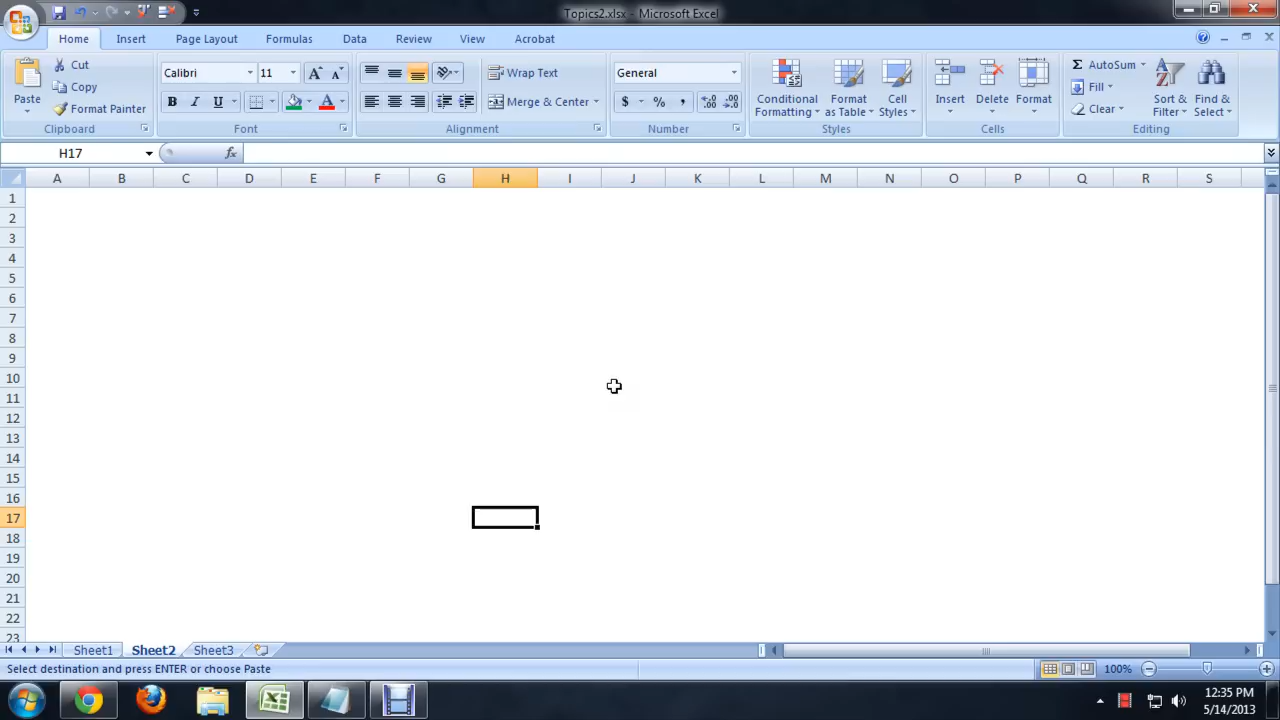 Topics2.xlsx - Microsoft Excel
Home Insert Page Layout Formulas Data Review View Acrobat
Paste
Cut
Copy
Format Painter
Clipboard
Calibri 11
B I U
Font
Wrap Text
Merge & Center
Alignment
General
$ % ,
Number
Conditional Formatting
Format as Table
Cell Styles
Styles
Insert Delete Format
Cells
Σ AutoSum
Fill
Clear
Sort & Filter
Find & Select
Editing
H17 fx
A B C D E F G H I J K L M N O P Q R S
1
2
3
4
5
6
7
8
9
10
11
12
13
14
15
16
17
18
19
20
21
22
23
Sheet1 Sheet2 Sheet3
Select destination and press ENTER or choose Paste 100%
12:35 PM
5/14/2013